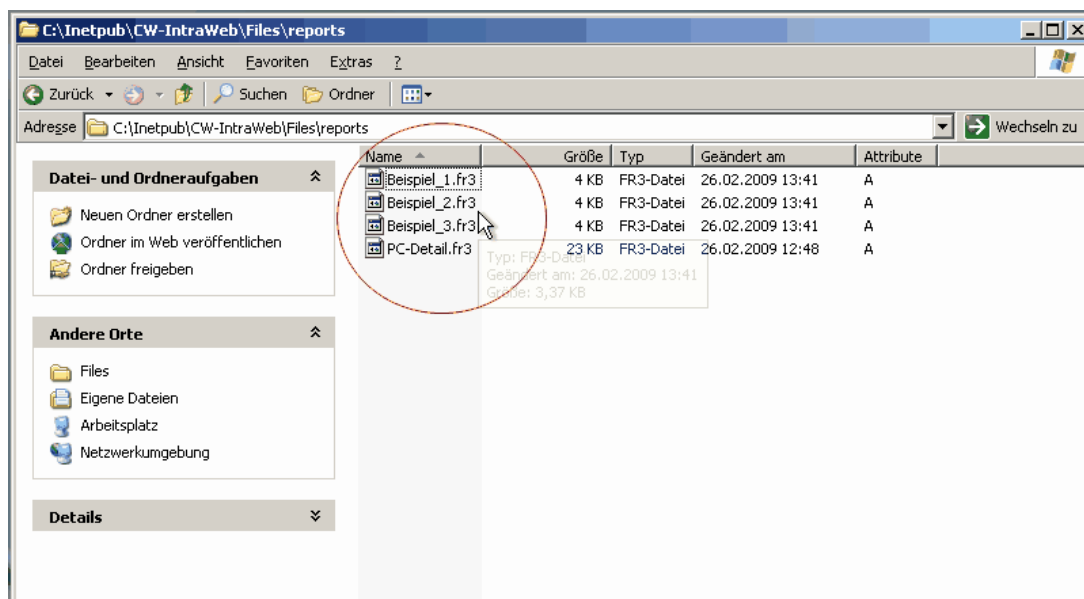 C:\Inetpub\CW-IntraWeb\Files\reports
Datei Bearbeiten Ansicht Favoriten Extras ?
Zurück Suchen Ordner
Adresse C:\Inetpub\CW-IntraWeb\Files\reports Wechseln zu
Name Größe Typ Geändert am Attribute
Beispiel_1.fr3 4 KB FR3-Datei 26.02.2009 13:41 A
Beispiel_2.fr3 4 KB FR3-Datei 26.02.2009 13:41 A
Beispiel_3.fr3 4 KB FR3-Datei 26.02.2009 13:41 A
PC-Detail.fr3 23 KB FR3-Datei 26.02.2009 12:48 A
Typ: FR3-Datei
Geändert am: 26.02.2009 13:41
Größe: 3,37 KB
Datei- und Ordneraufgaben
Neuen Ordner erstellen
Ordner im Web veröffentlichen
Ordner freigeben
Andere Orte
Files
Eigene Dateien
Arbeitsplatz
Netzwerkumgebung
Details